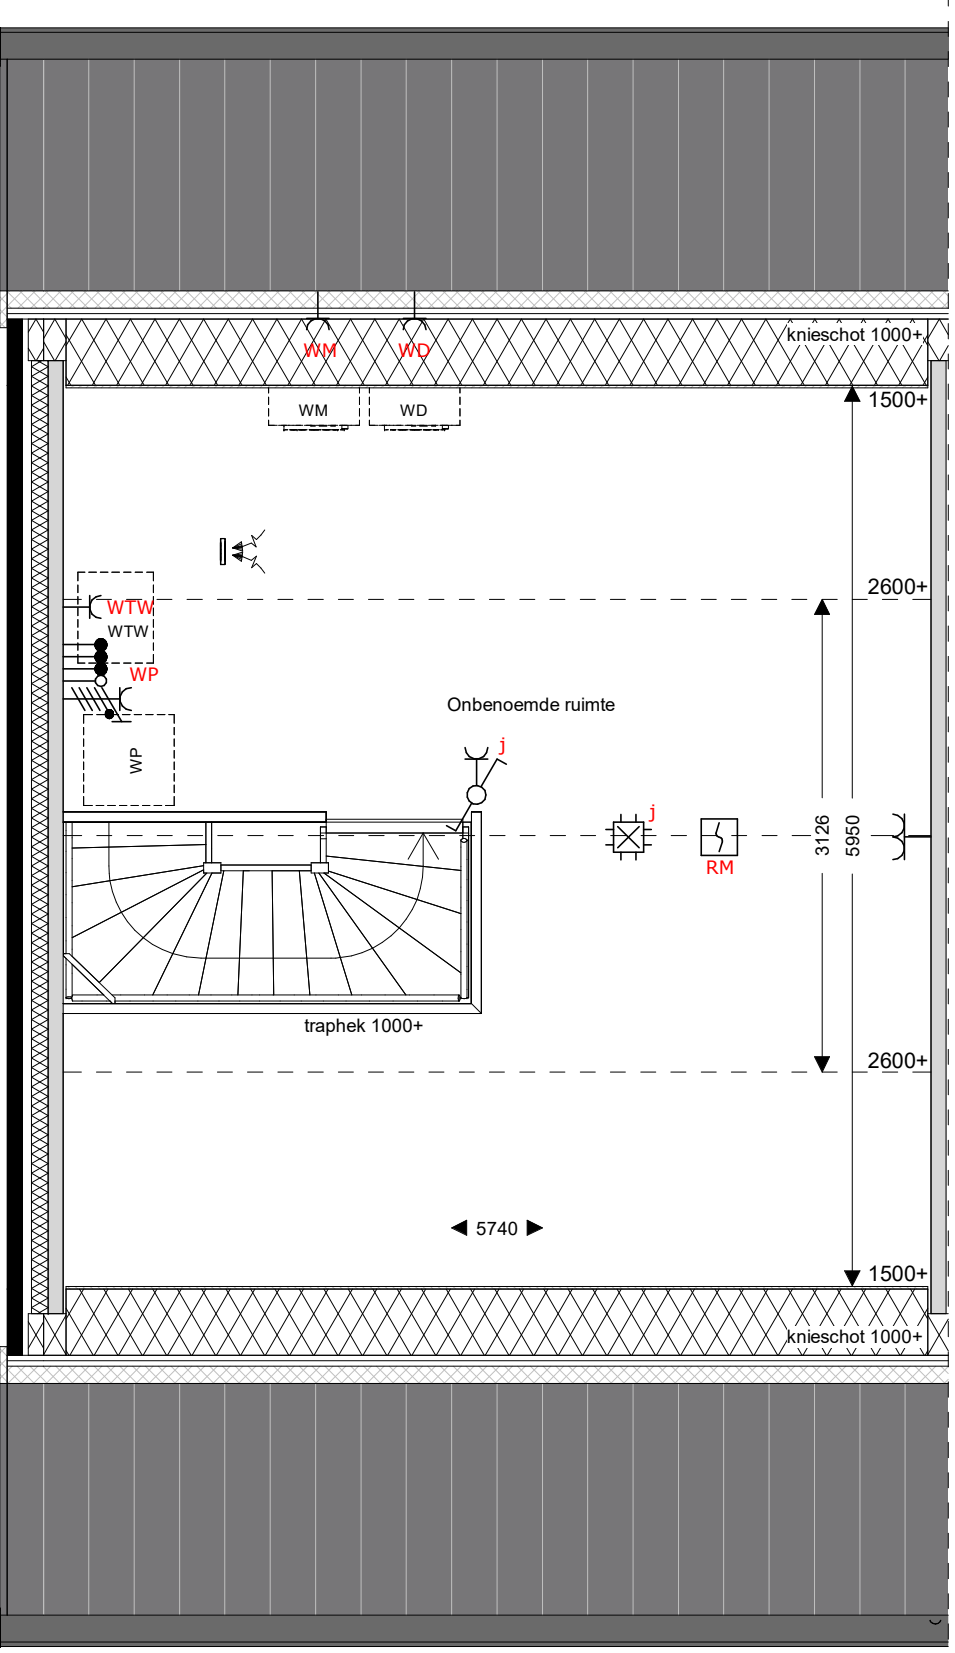 knieschot 1000+
WM
WD
1500+
WM
WD
2600+
WTW
WTW
WP
Onbenoemde ruimte
j
WP
j
3126
5950
RM
traphek 1000+
2600+
5740
1500+
knieschot 1000+